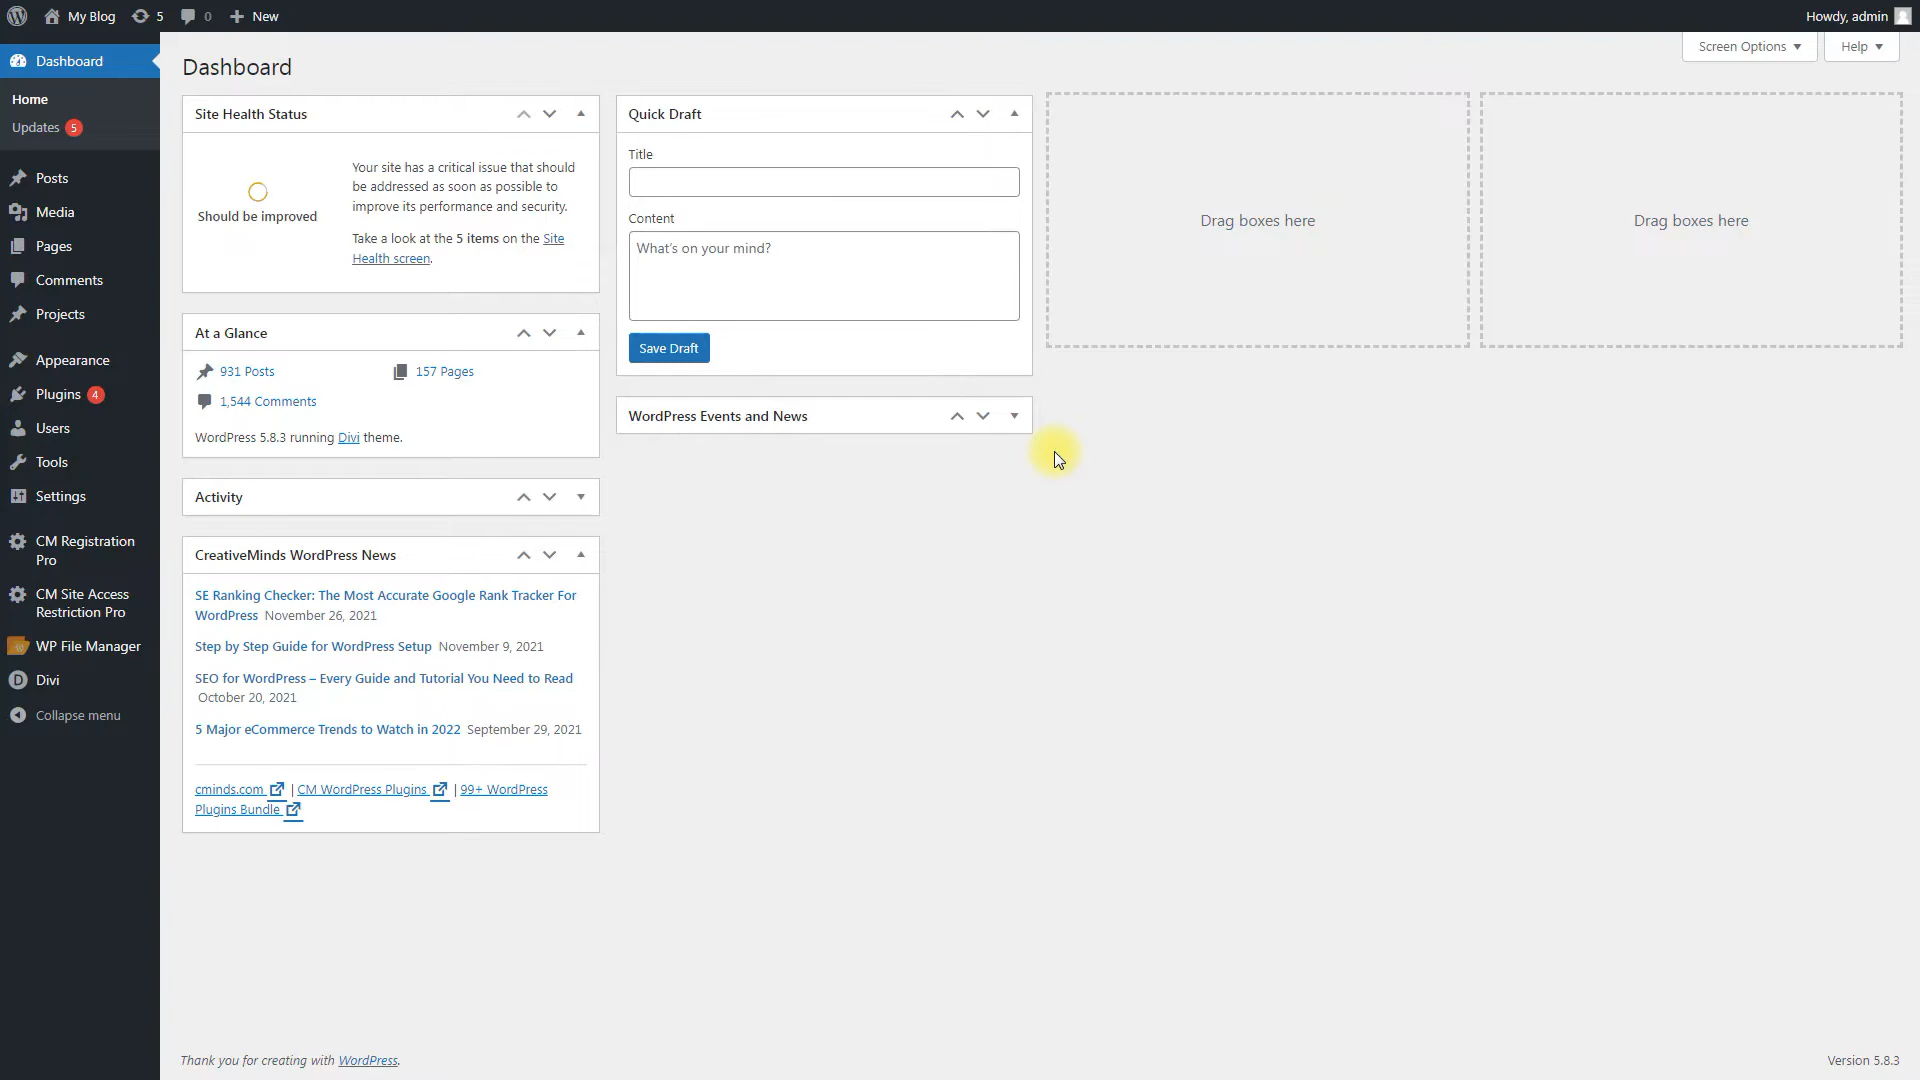 My Blog
5
0
New
Howdy, admin
Dashboard
Home
Updates 5
Posts
Media
Pages
Comments
Projects
Appearance
Plugins 4
Users
Tools
Settings
CM Registration
Pro
CM Site Access
Restriction Pro
WP File Manager
Divi
Collapse menu
Screen Options
Help
Dashboard
Site Health Status
Should be improved
Your site has a critical issue that should
be addressed as soon as possible to
improve its performance and security.
Take a look at the 5 items on the Site
Health screen.
At a Glance
931 Posts
157 Pages
1,544 Comments
WordPress 5.8.3 running Divi theme.
Activity
CreativeMinds WordPress News
SE Ranking Checker: The Most Accurate Google Rank Tracker For
WordPress November 26, 2021
Step by Step Guide for WordPress Setup November 9, 2021
SEO for WordPress – Every Guide and Tutorial You Need to Read
October 20, 2021
5 Major eCommerce Trends to Watch in 2022 September 29, 2021
cminds.com | CM WordPress Plugins | 99+ WordPress
Plugins Bundle
Quick Draft
Title
Content
What's on your mind?
Save Draft
WordPress Events and News
Drag boxes here
Drag boxes here
Thank you for creating with WordPress.
Version 5.8.3